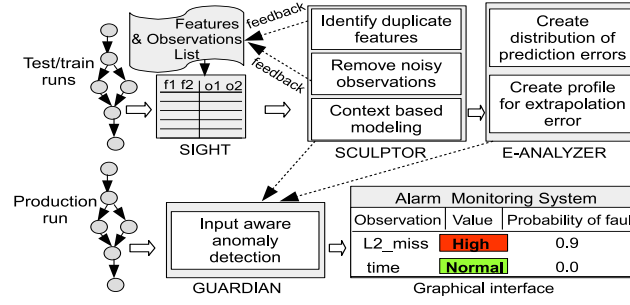 Features
& Observations
List
feedback
feedback
Test/train
runs
f1 f2 o1 o2
SIGHT
Identify duplicate
features
Remove noisy
observations
Context based
modeling
SCULPTOR
Create
distribution of
prediction errors
Create profile
for extrapolation
error
E-ANALYZER
Production
run
Input aware
anomaly
detection
GUARDIAN
Alarm Monitoring System
Observation Value Probability of fault
L2_miss High 0.9
time Normal 0.0
Graphical interface